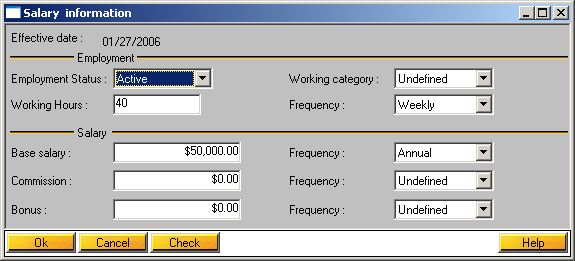 Salary information
Effective date : 01/27/2006
Employment
Employment Status : Active Working category : Undefined
Working Hours : 40 Frequency : Weekly
Salary
Base salary : $50,000.00 Frequency : Annual
Commission : $0.00 Frequency : Undefined
Bonus : $0.00 Frequency : Undefined
Ok Cancel Check Help